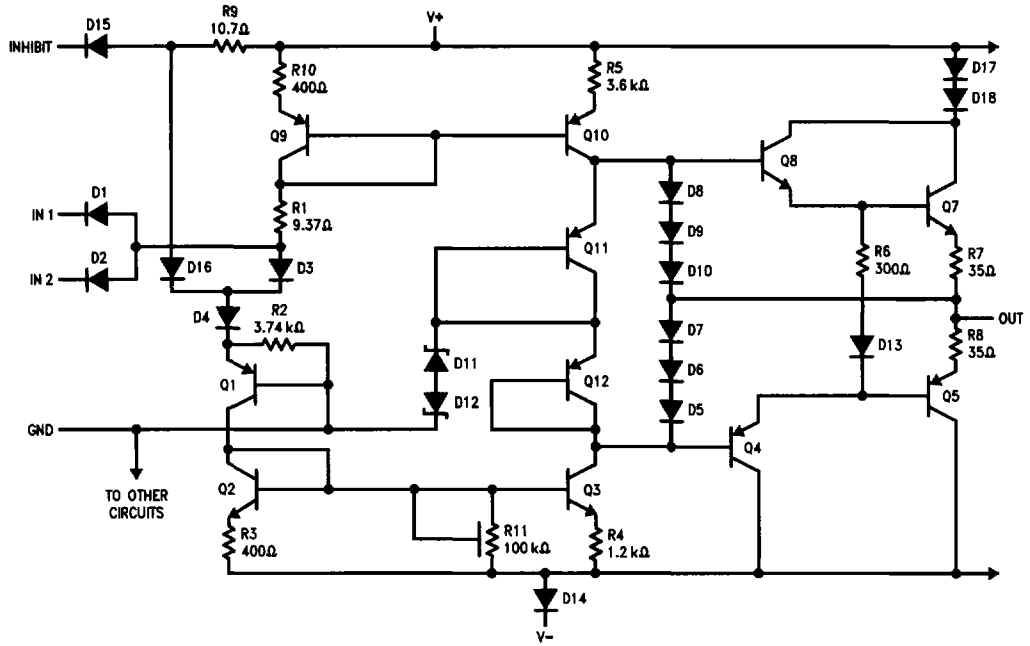 D15
R9
10.7Ω
V+
INHIBIT
R10
400Ω
R5
3.6 kΩ
D17
D18
Q9
Q10
Q8
D1
IN 1
R1
9.37Ω
D8
Q7
D2
IN 2
D16
D3
Q11
D9
D10
R6
300Ω
R7
35Ω
D4
R2
3.74 kΩ
OUT
D7
D13
R8
35Ω
Q1
D11
Q12
D6
D12
D5
Q5
GND
Q4
TO OTHER
CIRCUITS
Q2
Q3
R3
400Ω
R11
100 kΩ
R4
1.2 kΩ
D14
V-